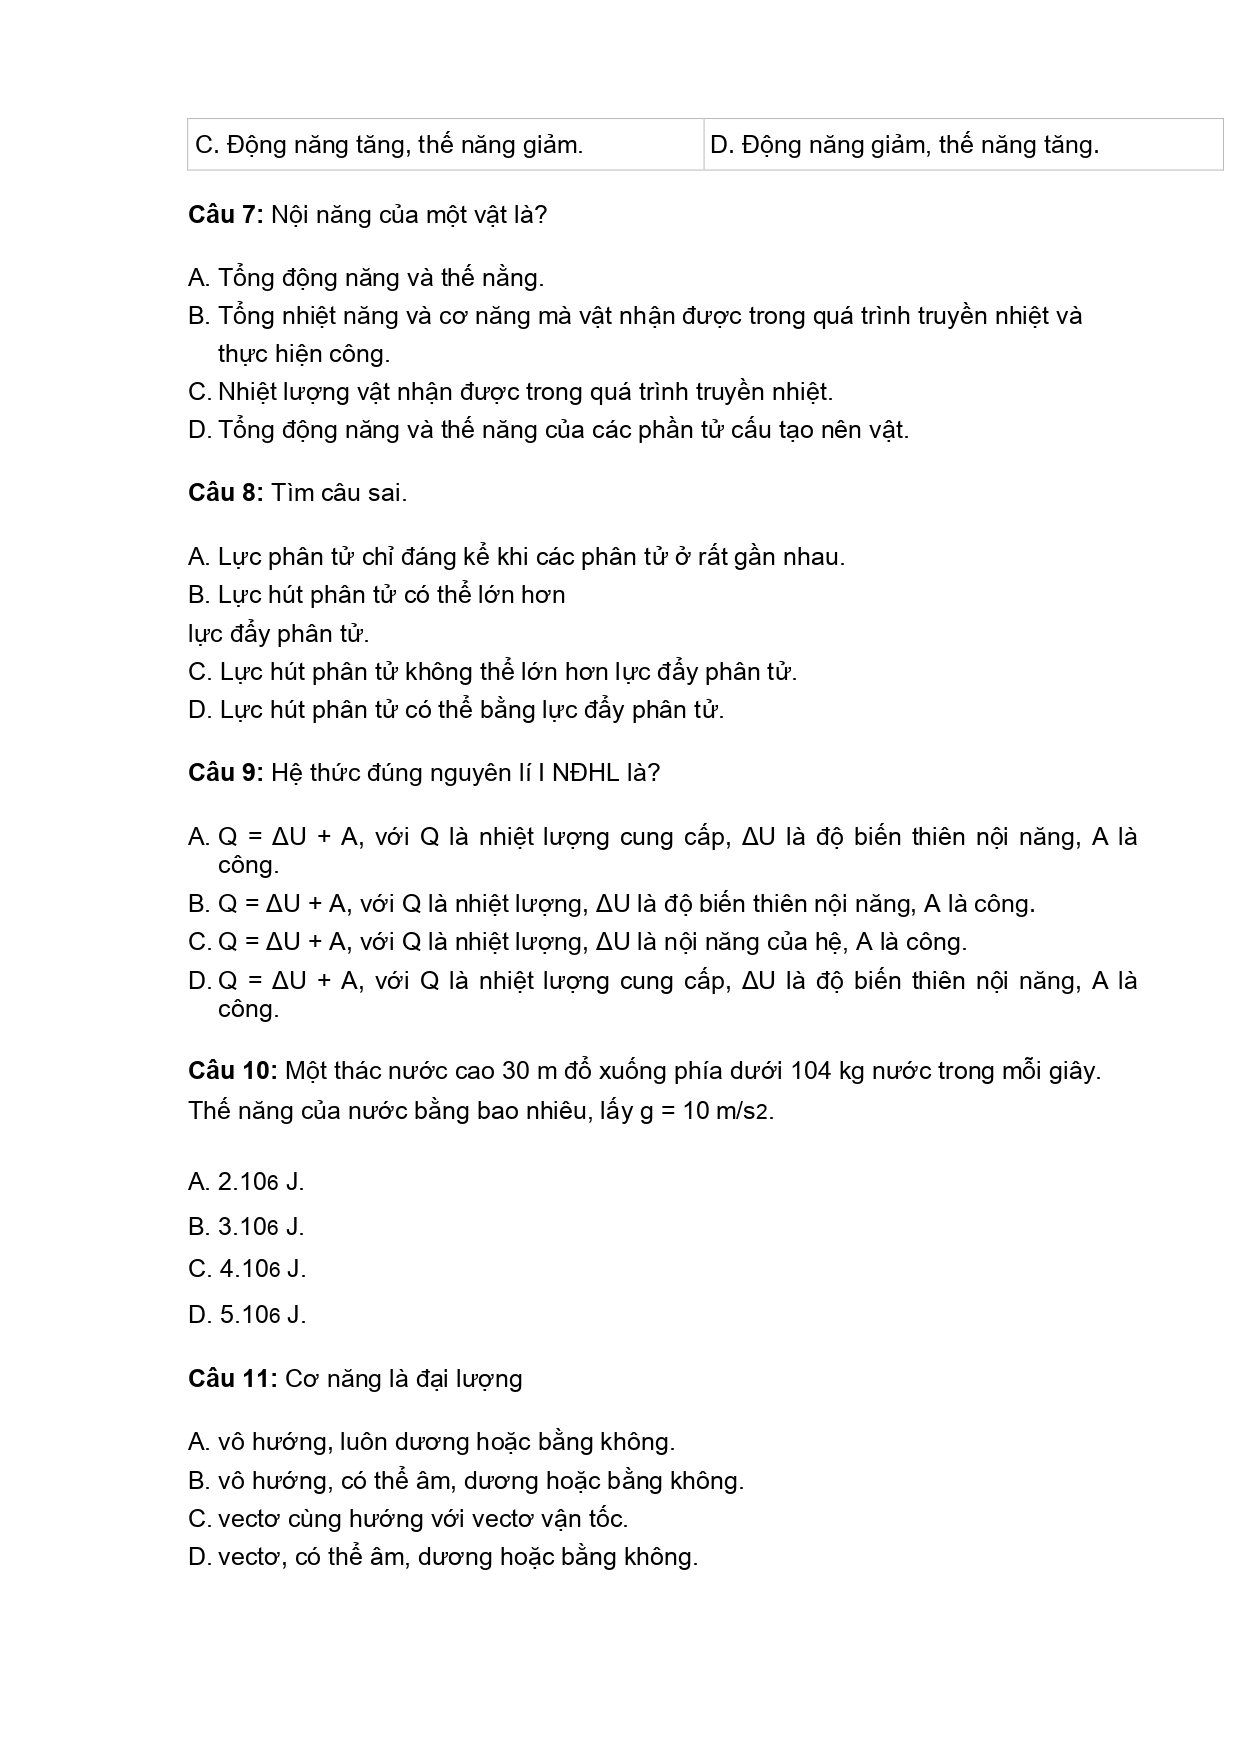 C. Động năng tăng, thế năng giảm. D. Động năng giảm, thế năng tăng.
Câu 7: Nội năng của một vật là?
A. Tổng động năng và thế nằng.
B. Tổng nhiệt năng và cơ năng mà vật nhận được trong quá trình truyền nhiệt và
thực hiện công.
C. Nhiệt lượng vật nhận được trong quá trình truyền nhiệt.
D. Tổng động năng và thế năng của các phần tử cấu tạo nên vật.
Câu 8: Tìm câu sai.
A. Lực phân tử chỉ đáng kể khi các phân tử ở rất gần nhau.
B. Lực hút phân tử có thể lớn hơn
lực đẩy phân tử.
C. Lực hút phân tử không thể lớn hơn lực đẩy phân tử.
D. Lực hút phân tử có thể bằng lực đẩy phân tử.
Câu 9: Hệ thức đúng nguyên lí I NĐHL là?
A. Q = ΔU + A, với Q là nhiệt lượng cung cấp, ΔU là độ biến thiên nội năng, A là
công.
B. Q = ΔU + A, với Q là nhiệt lượng, ΔU là độ biến thiên nội năng, A là công.
C. Q = ΔU + A, với Q là nhiệt lượng, ΔU là nội năng của hệ, A là công.
D. Q = ΔU + A, với Q là nhiệt lượng cung cấp, ΔU là độ biến thiên nội năng, A là
công.
Câu 10: Một thác nước cao 30 m đổ xuống phía dưới 104 kg nước trong mỗi giây.
Thế năng của nước bằng bao nhiêu, lấy g = 10 m/s2.
A. 2.106 J.
B. 3.106 J.
C. 4.106 J.
D. 5.106 J.
Câu 11: Cơ năng là đại lượng
A. vô hướng, luôn dương hoặc bằng không.
B. vô hướng, có thể âm, dương hoặc bằng không.
C. vectơ cùng hướng với vectơ vận tốc.
D. vectơ, có thể âm, dương hoặc bằng không.